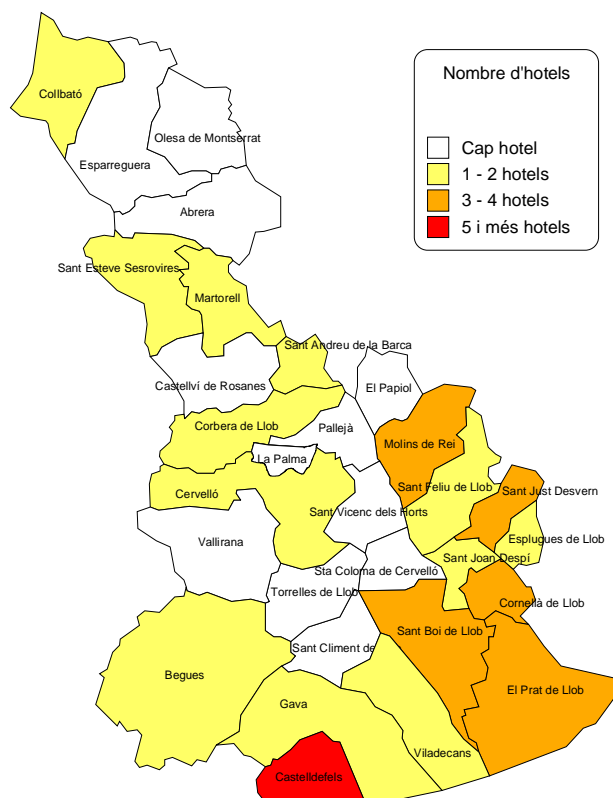 Nombre d'hotels
Cap hotel
1 - 2 hotels
3 - 4 hotels
5 i més hotels
Collbató
Olesa de Montserrat
Esparreguera
Abrera
Sant Esteve Sesrovires
Martorell
Sant Andreu de la Barca
Castellví de Rosanes
El Papiol
Corbera de Llob
Pallejà
Molins de Rei
La Palma
Cervelló
Sant Feliu de Llob
Sant Just Desvern
Sant Vicenc dels Horts
Vallirana
Esplugues de Llob
Sant Joan Despí
Sta Coloma de Cervelló
Torrelles de Llob
Cornellà de Llob
Sant Boi de Llob
Sant Climent de
Begues
El Prat de Llob
Gava
Viladecans
Castelldefels